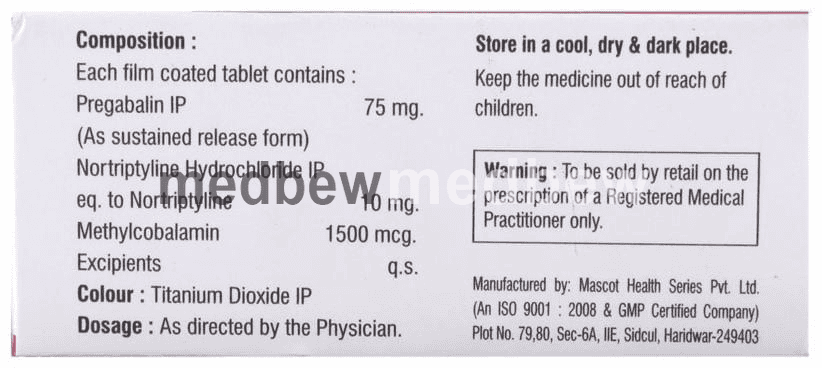 Composition :
Each film coated tablet contains :
Pregabalin IP 75 mg.
(As sustained release form)
Nortriptyline Hydrochloride IP
eq. to Nortriptyline 10 mg.
Methylcobalamin 1500 mcg.
Excipients q.s.
Colour : Titanium Dioxide IP
Dosage : As directed by the Physician.
Store in a cool, dry & dark place.
Keep the medicine out of reach of
children.
Warning : To be sold by retail on the
prescription of a Registered Medical
Practitioner only.
Manufactured by: Mascot Health Series Pvt. Ltd.
(An ISO 9001 : 2008 & GMP Certified Company)
Plot No. 79,80, Sec-6A, IIE, Sidcul, Haridwar-249403
medbew medbew